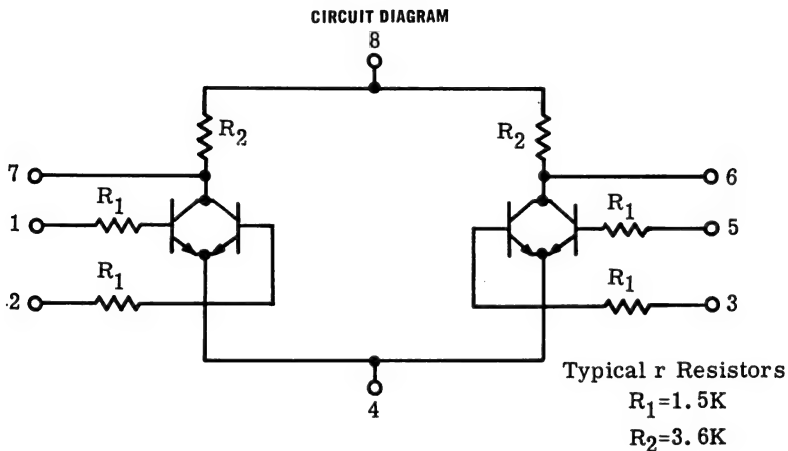 CIRCUIT DIAGRAM
8
R2
R2
7
6
R1
R1
1
5
R1
R1
2
3
4
Typical r Resistors
R1=1.5K
R2=3.6K